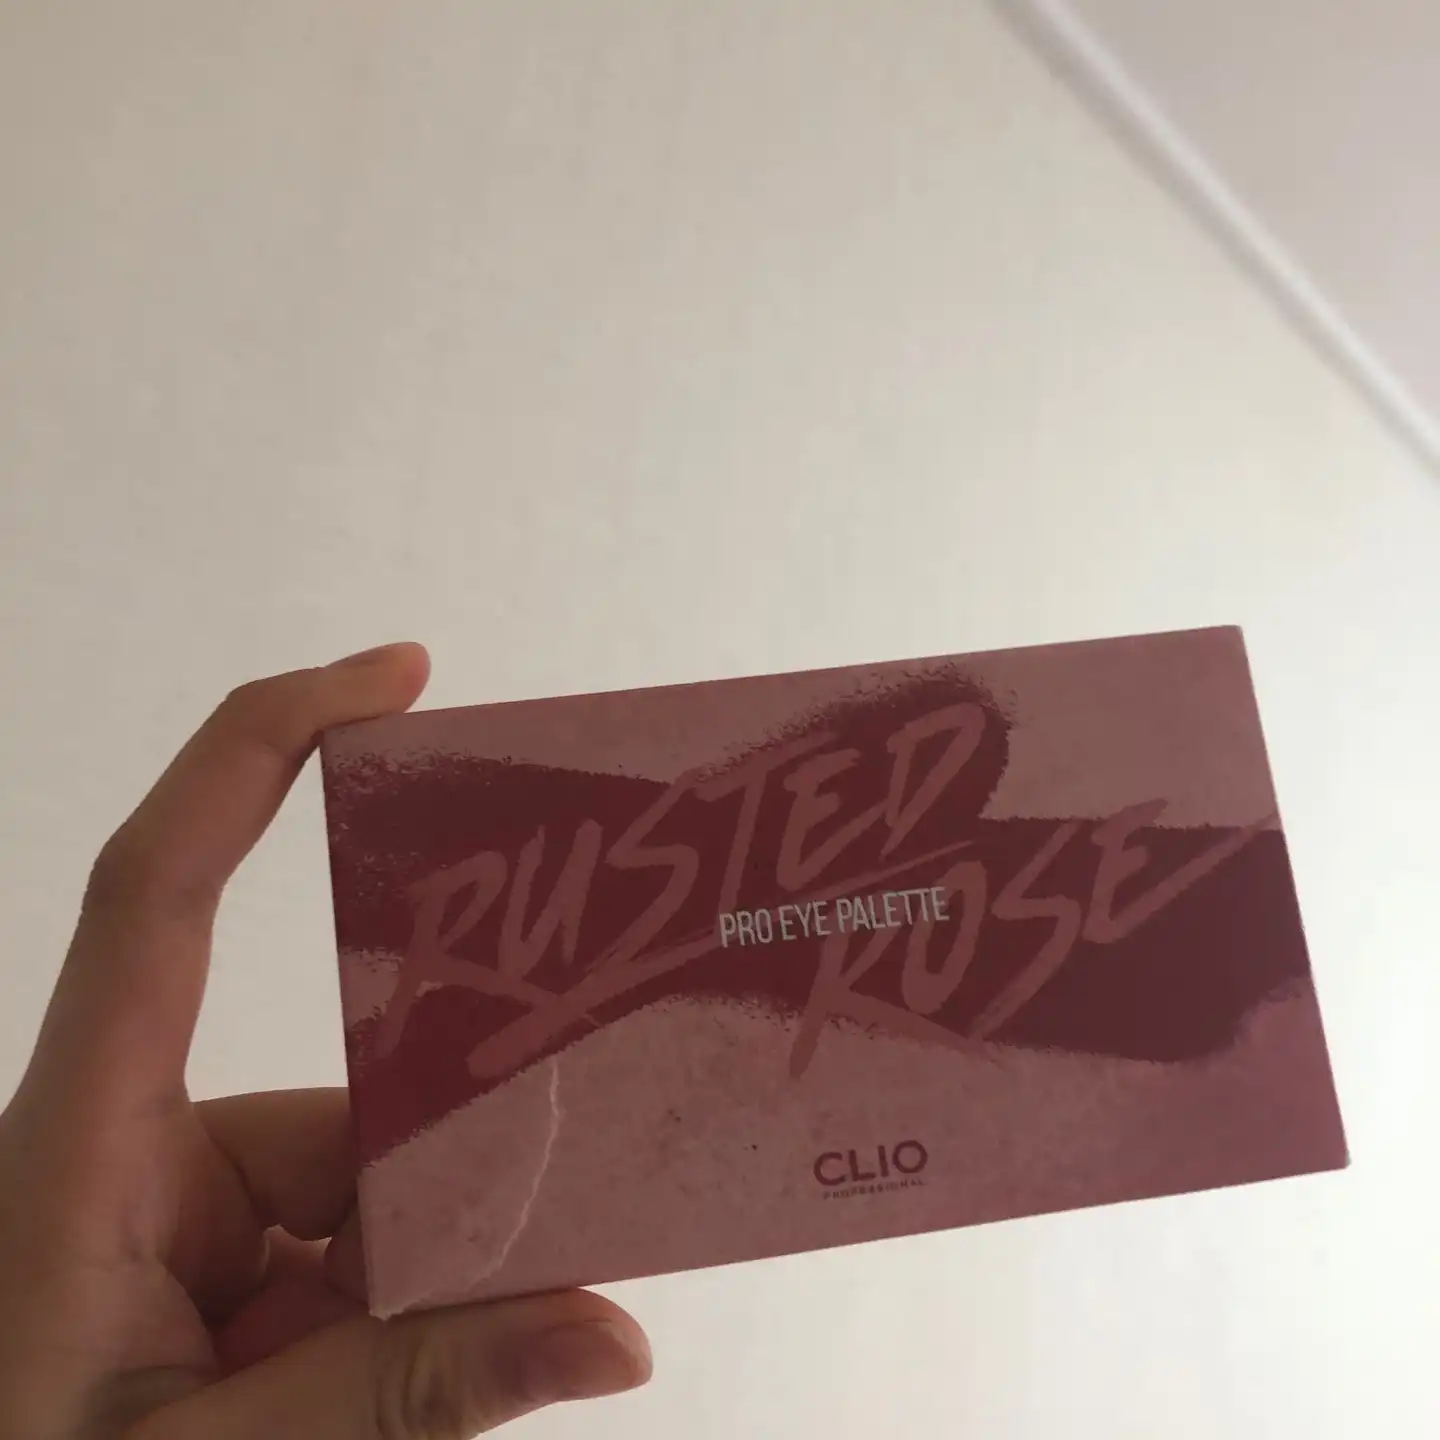 RUSTED
PRO EYE PALETTE
ROSE
CLIO
PROFESSIONAL